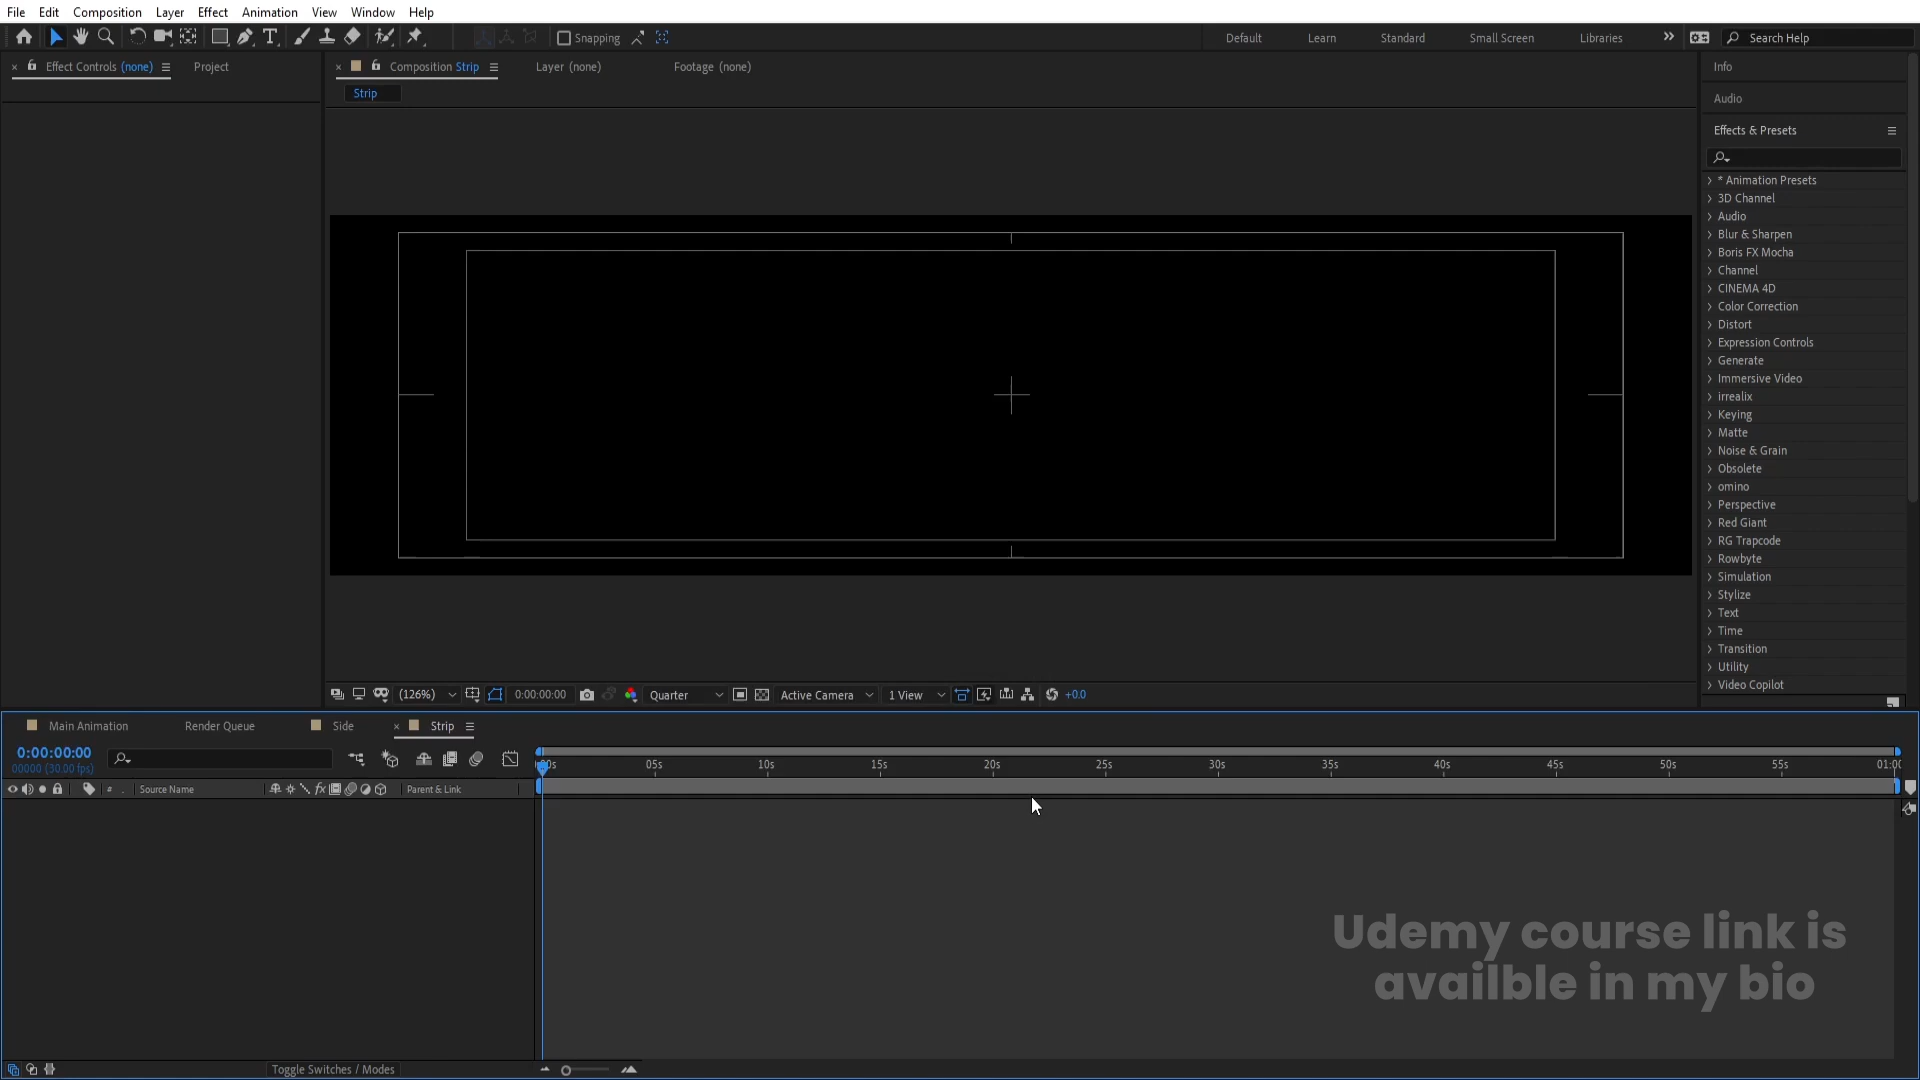 File Edit Composition Layer Effect Animation View Window Help
Snapping
Default Learn Standard Small Screen Libraries
Search Help
Effect Controls (none) Project
Composition Strip
Layer (none)
Footage (none)
Strip
Info
Audio
Effects & Presets
* Animation Presets
3D Channel
Audio
Blur & Sharpen
Boris FX Mocha
Channel
CINEMA 4D
Color Correction
Distort
Expression Controls
Generate
Immersive Video
irrealix
Keying
Matte
Noise & Grain
Obsolete
omino
Perspective
Red Giant
RG Trapcode
Rowbyte
Simulation
Stylize
Text
Time
Transition
Utility
Video Copilot
(126%) 0:00:00:00 Quarter Active Camera 1 View +0.0
Main Animation Render Queue Side Strip
0:00:00:00
00000 (30.00 fps)
05s 10s 15s 20s 25s 30s 35s 40s 45s 50s 55s
# Source Name fx Parent & Link
Udemy course link is
availble in my bio
Toggle Switches / Modes